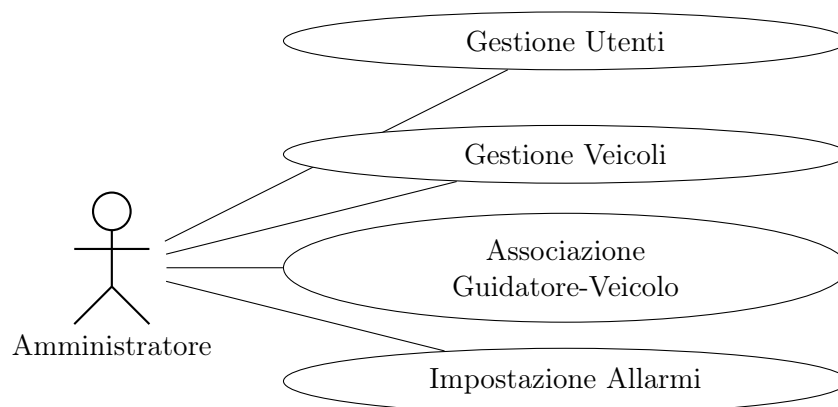 Gestione Utenti
Gestione Veicoli
Associazione
Guidatore-Veicolo
Amministratore
Impostazione Allarmi